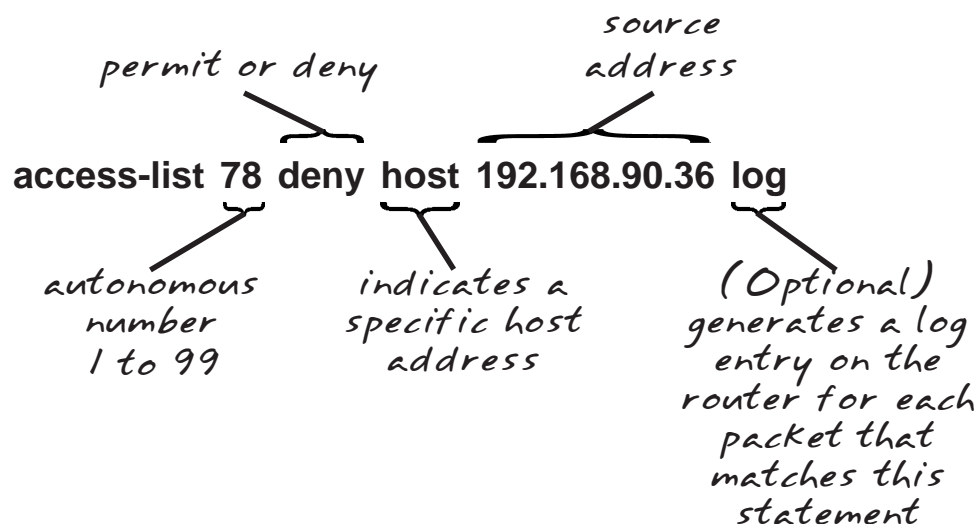 source
address
permit or deny
access-list 78 deny host 192.168.90.36 log
autonomous
number
1 to 99
indicates a
specific host
address
(Optional)
generates a log
entry on the
router for each
packet that
matches this
statement